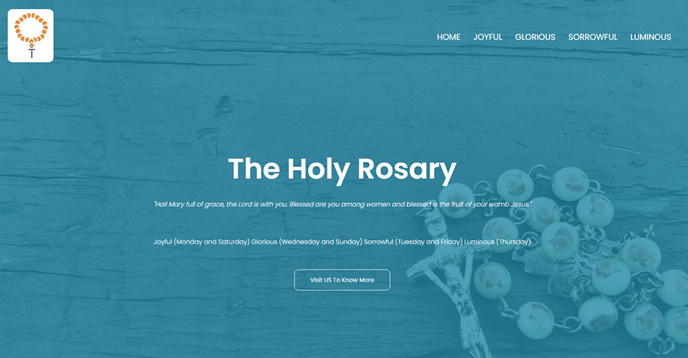 HOME JOYFUL GLORIOUS SORROWFUL LUMINOUS
The Holy Rosary
"Hail Mary full of grace, the Lord is with you. Blessed are you among women and blessed is the fruit of your womb Jesus."
Joyful (Monday and Saturday) Glorious (Wednesday and Sunday) Sorrowful (Tuesday and Friday) Luminous (Thursday)
Visit US To Know More